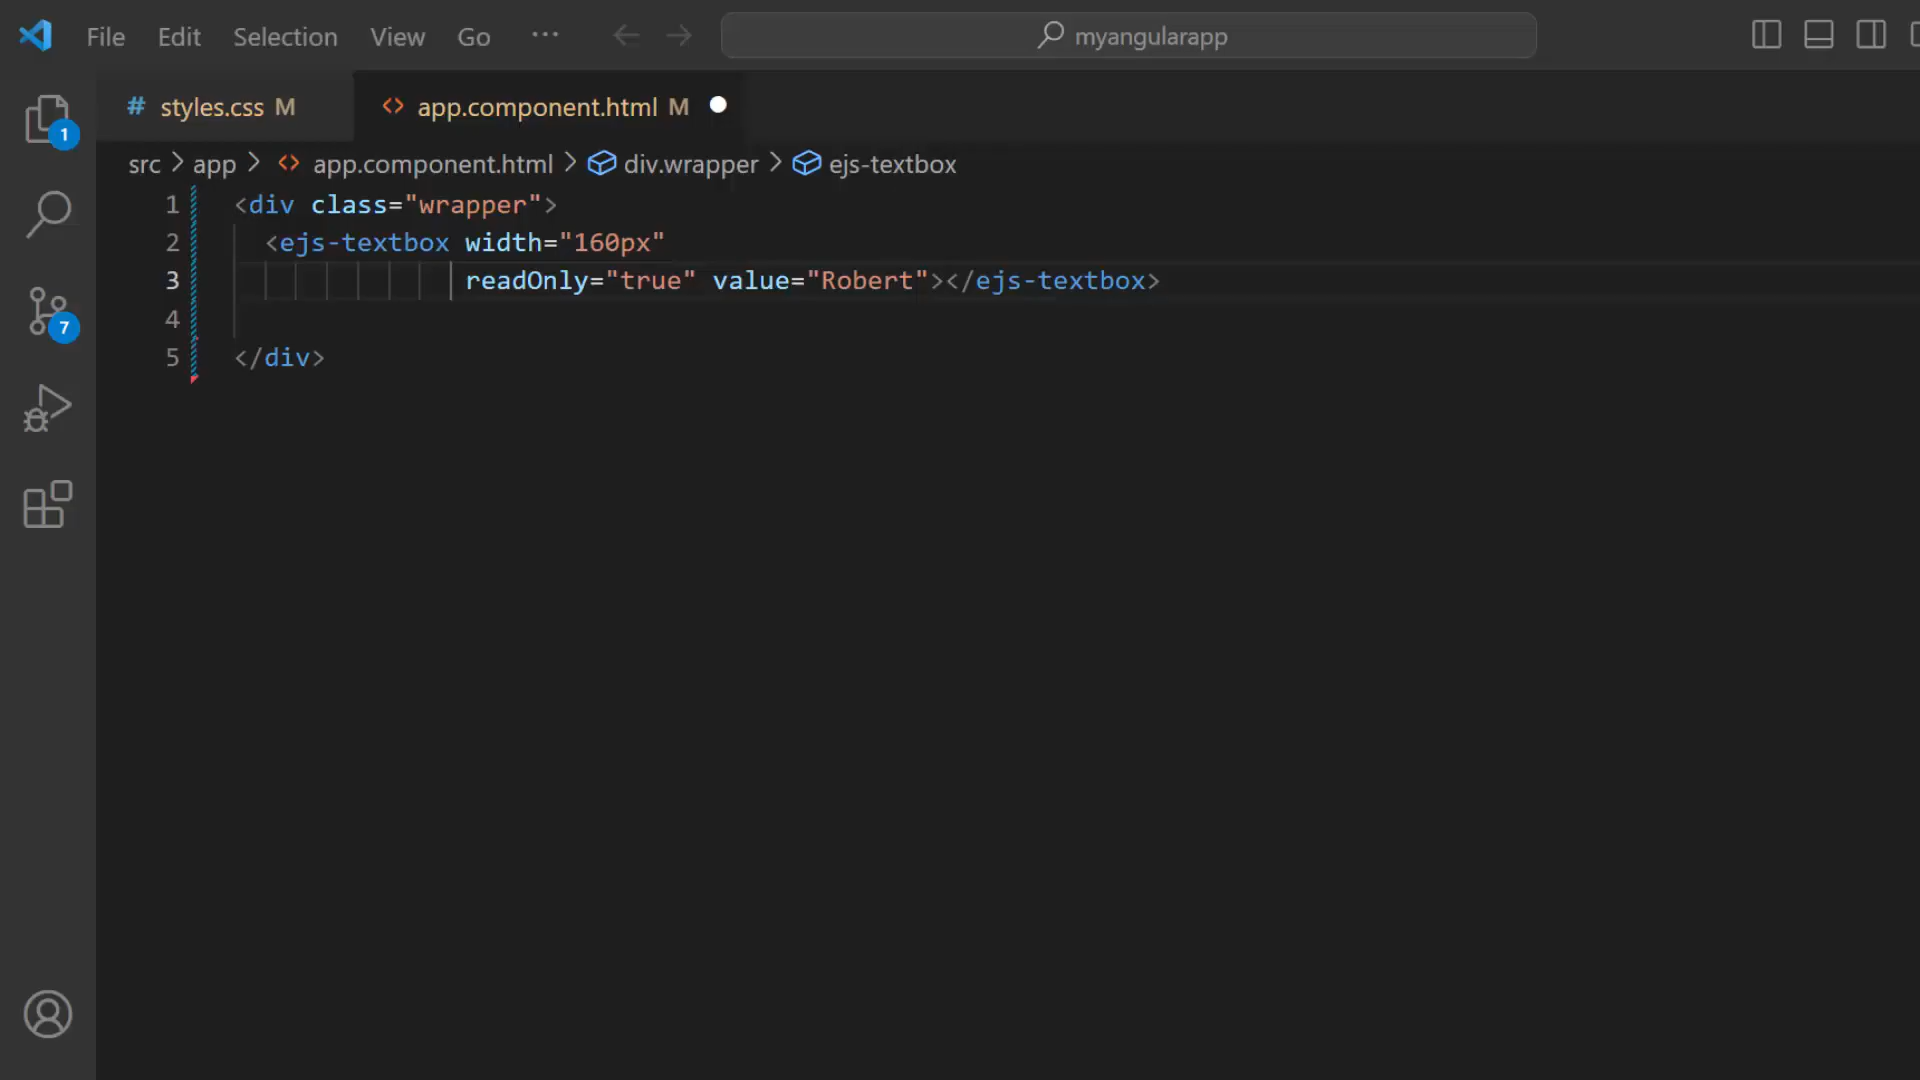 File Edit Selection View Go ··· myangularapp
# styles.css M <> app.component.html M
src > app > <> app.component.html > div.wrapper > ejs-textbox
1 <div class="wrapper">
2 <ejs-textbox width="160px"
3 readOnly="true" value="Robert"></ejs-textbox>
4
5 </div>
1
7